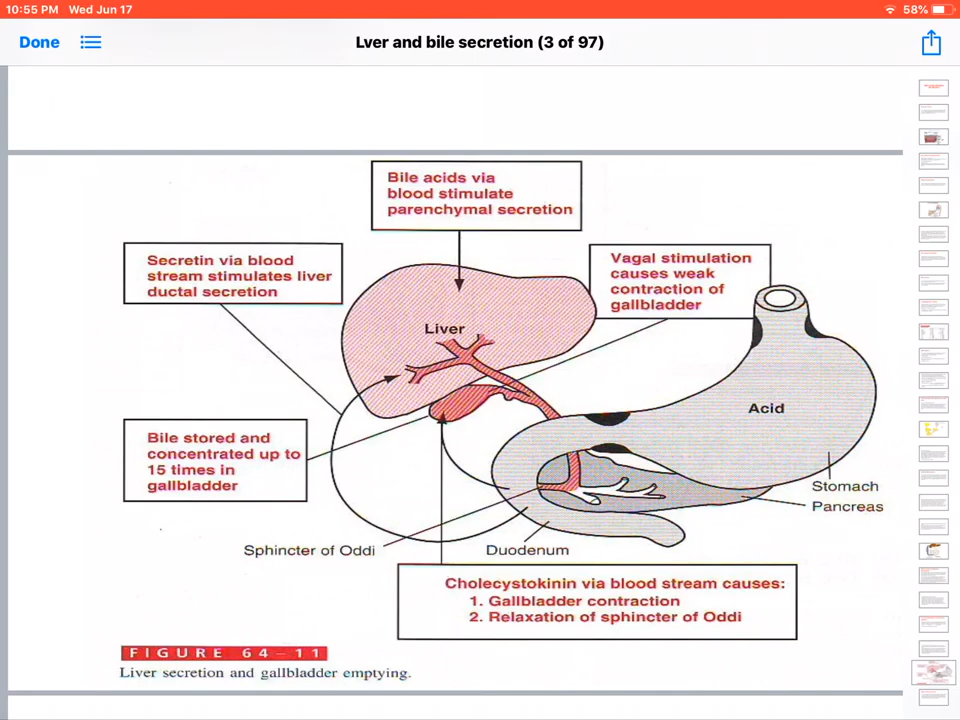 10:55 PM Wed Jun 17
58%
Done
Lver and bile secretion (3 of 97)
Bile acids via
blood stimulate
parenchymal secretion
Secretin via blood
stream stimulates liver
ductal secretion
Vagal stimulation
causes weak
contraction of
gallbladder
Liver
Acid
Bile stored and
concentrated up to
15 times in
gallbladder
Stomach
Pancreas
Sphincter of Oddi
Duodenum
Cholecystokinin via blood stream causes:
1. Gallbladder contraction
2. Relaxation of sphincter of Oddi
FIGURE 64–11
Liver secretion and gallbladder emptying.